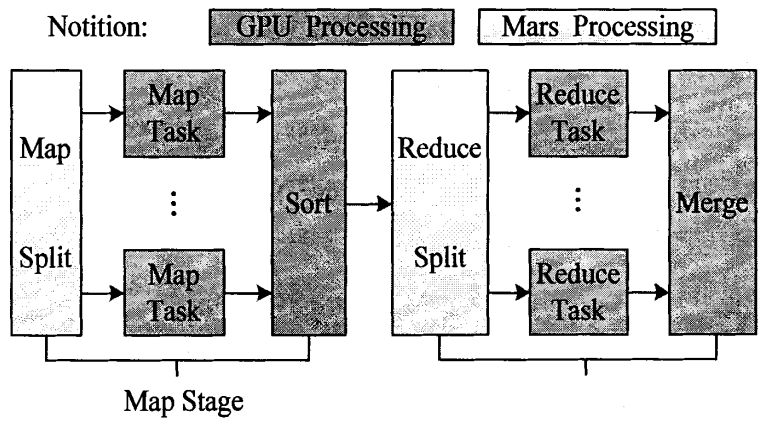 Notition: GPU Processing Mars Processing
Map
Split
Map
Task
⋮
Map
Task
Sort
Reduce
Split
Reduce
Task
⋮
Reduce
Task
Merge
Map Stage